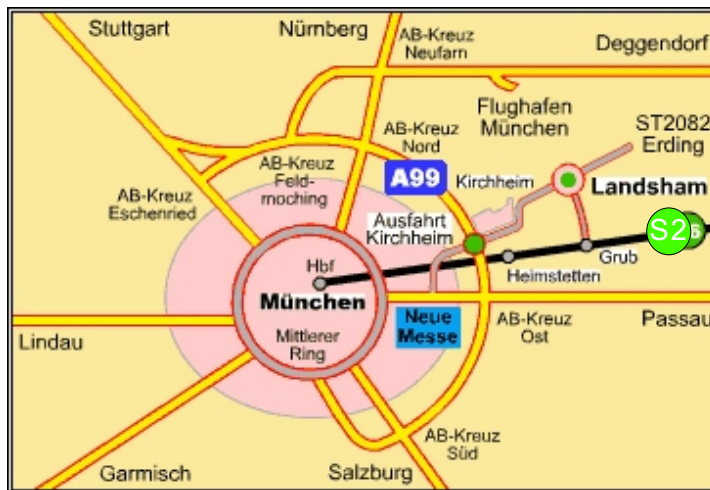 Stuttgart
Nürnberg
AB-Kreuz
Neufarn
Deggendorf
Flughafen
München
AB-Kreuz
Nord
ST2082
Erding
AB-Kreuz
Feld-
moching
A99
Kirchheim
Landsham
AB-Kreuz
Eschenried
Ausfahrt
Kirchheim
S2
Grub
Hbf
Heimstetten
München
Neue
Messe
AB-Kreuz
Ost
Passau
Lindau
Mittlerer
Ring
AB-Kreuz
Süd
Garmisch
Salzburg